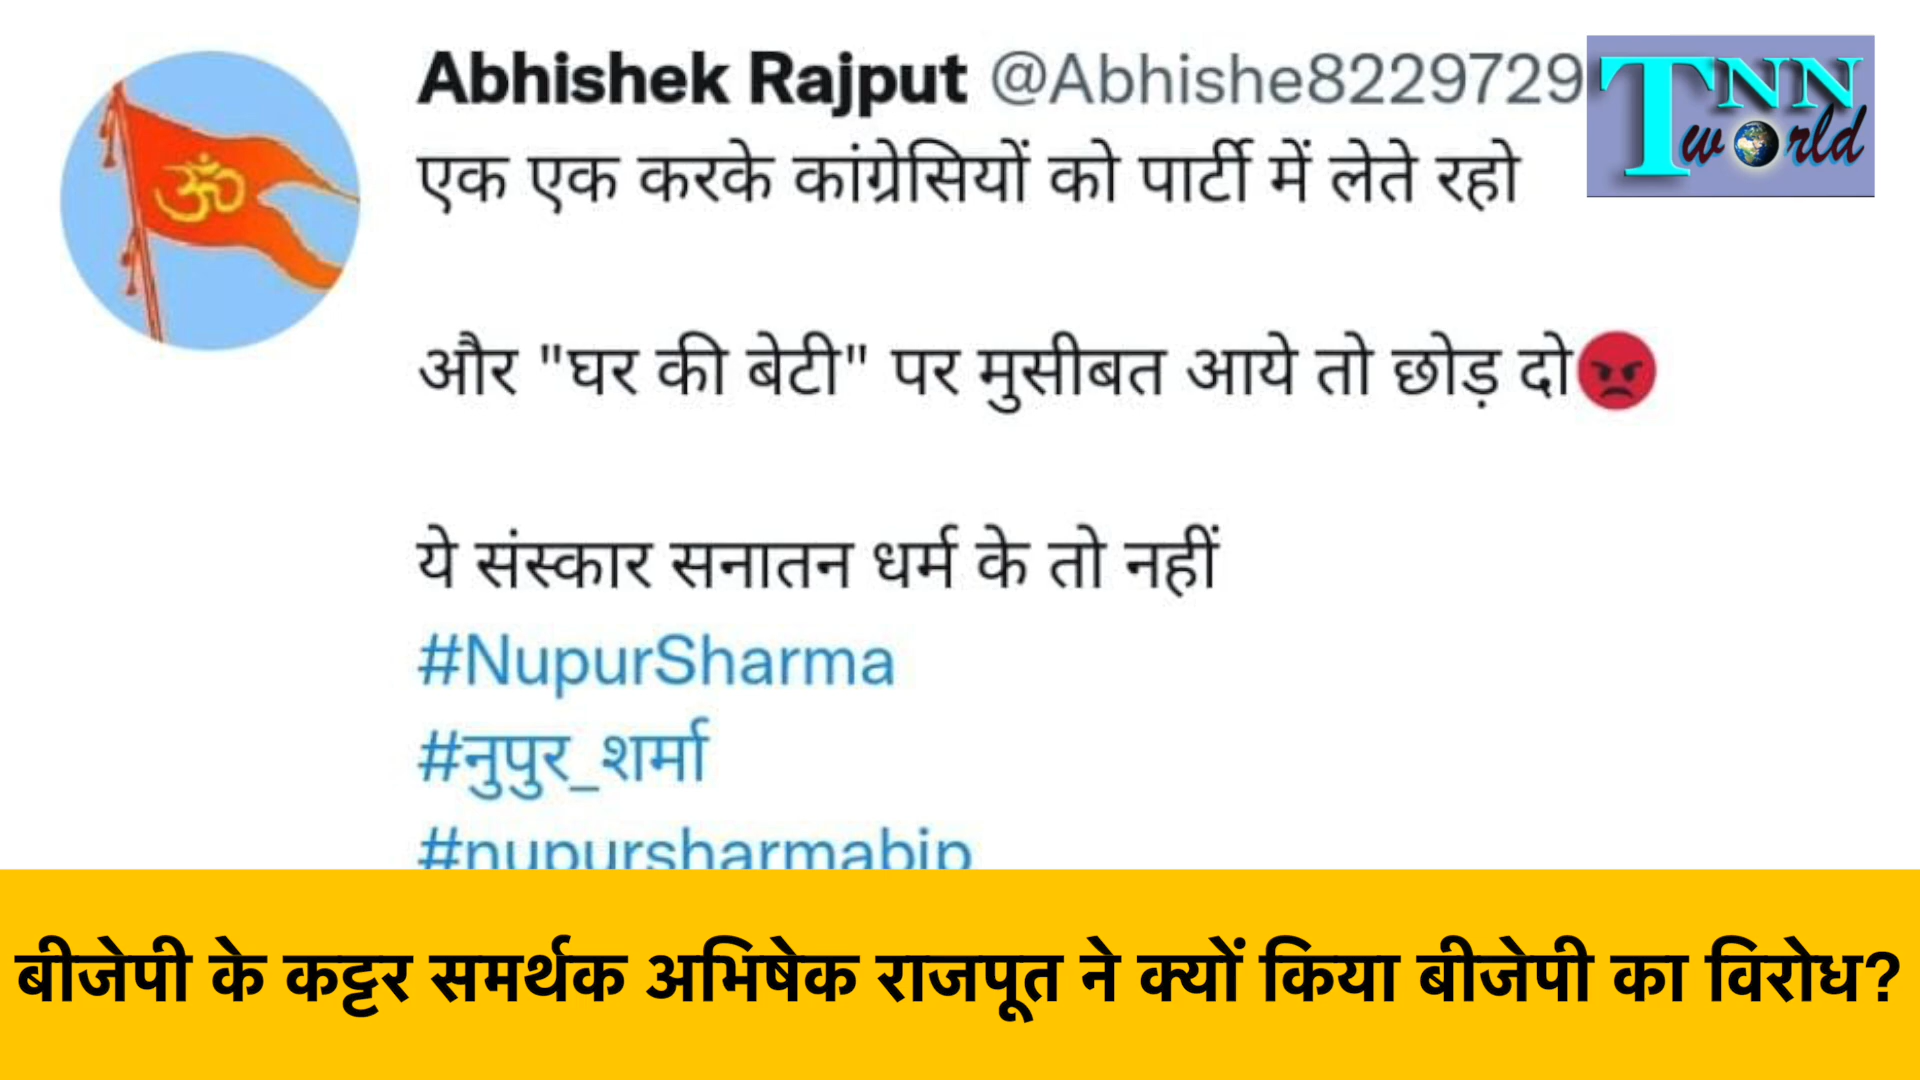 Abhishek Rajput @Abhishe8229729
TNN
world
एक एक करके कांग्रेसियों को पार्टी में लेते रहो
और "घर की बेटी" पर मुसीबत आये तो छोड़ दो😡
ये संस्कार सनातन धर्म के तो नहीं
#NupurSharma
#नुपुर_शर्मा
#nupursharmabjp
बीजेपी के कट्टर समर्थक अभिषेक राजपूत ने क्यों किया बीजेपी का विरोध?